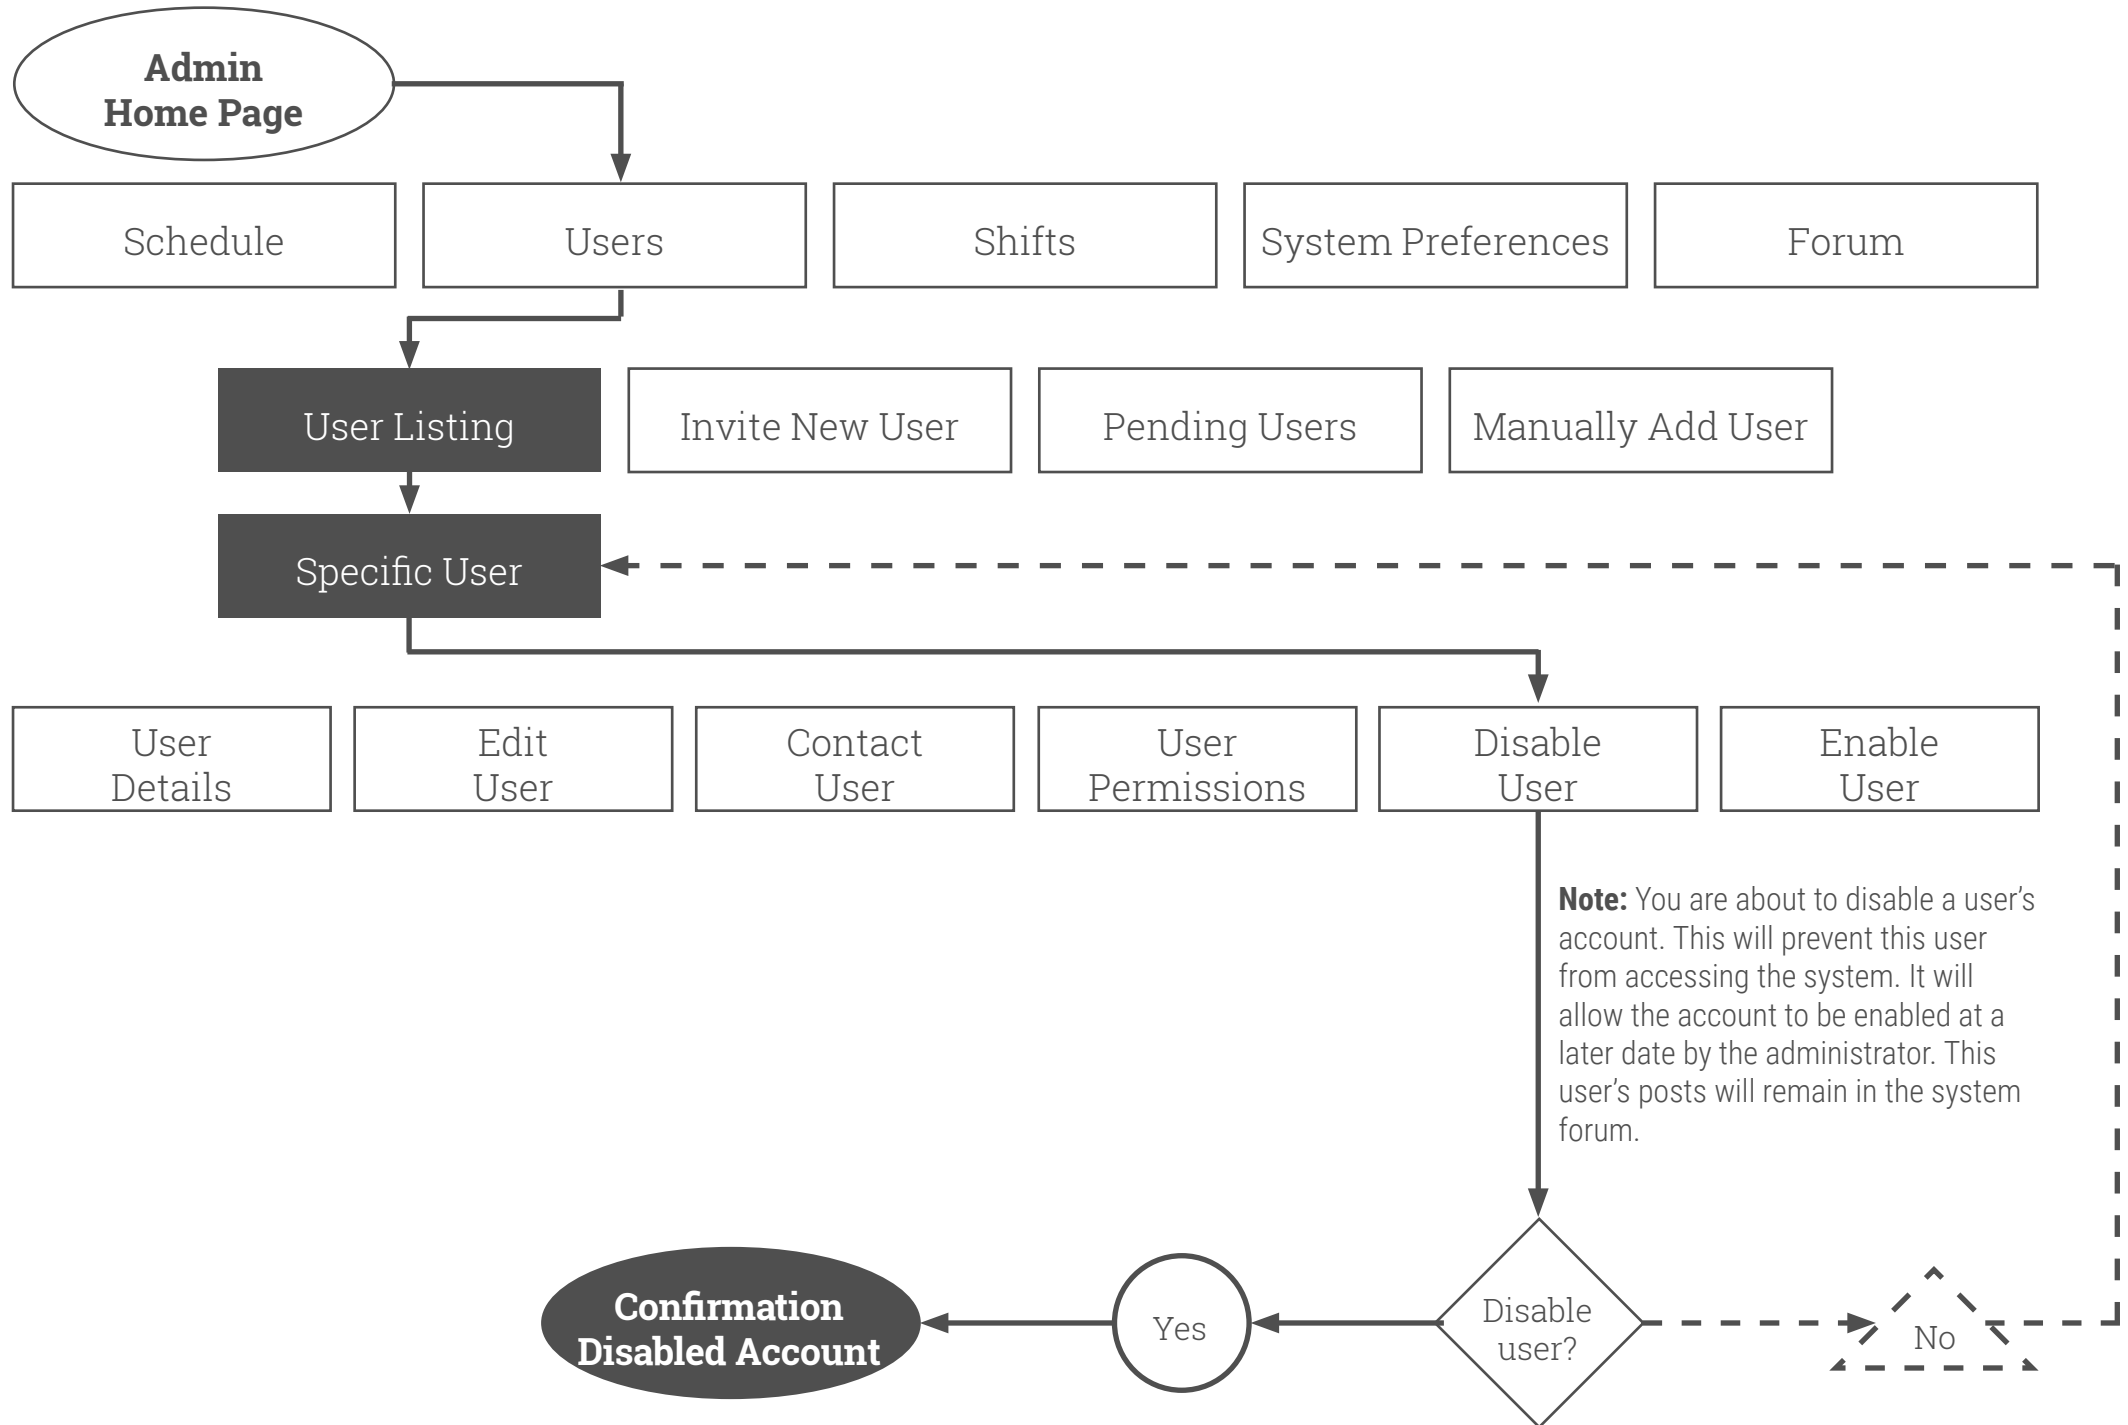 Admin
Home Page
Schedule
Users
Shifts
System Preferences
Forum
User Listing
Invite New User
Pending Users
Manually Add User
Specific User
User
Details
Edit
User
Contact
User
User
Permissions
Disable
User
Enable
User
Note: You are about to disable a user’s
account. This will prevent this user
from accessing the system. It will
allow the account to be enabled at a
later date by the administrator. This
user’s posts will remain in the system
forum.
Confirmation
Disabled Account
Yes
Disable
user?
No